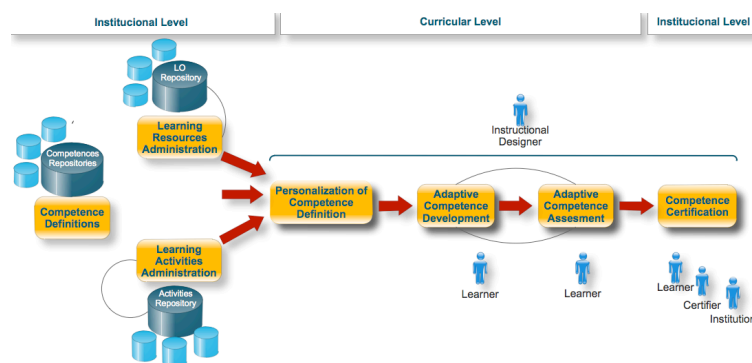 Institucional Level
Curricular Level
Institucional Level
LO
Repository
Learning
Resources
Administration
Instructional
Designer
Competences
Repositories
Competence
Definitions
Personalization of
Competence
Definition
Adaptive
Competence
Development
Adaptive
Competence
Assesment
Competence
Certification
Learning
Activities
Administration
Activities
Repository
Learner
Learner
Learner
Certifier
Institution